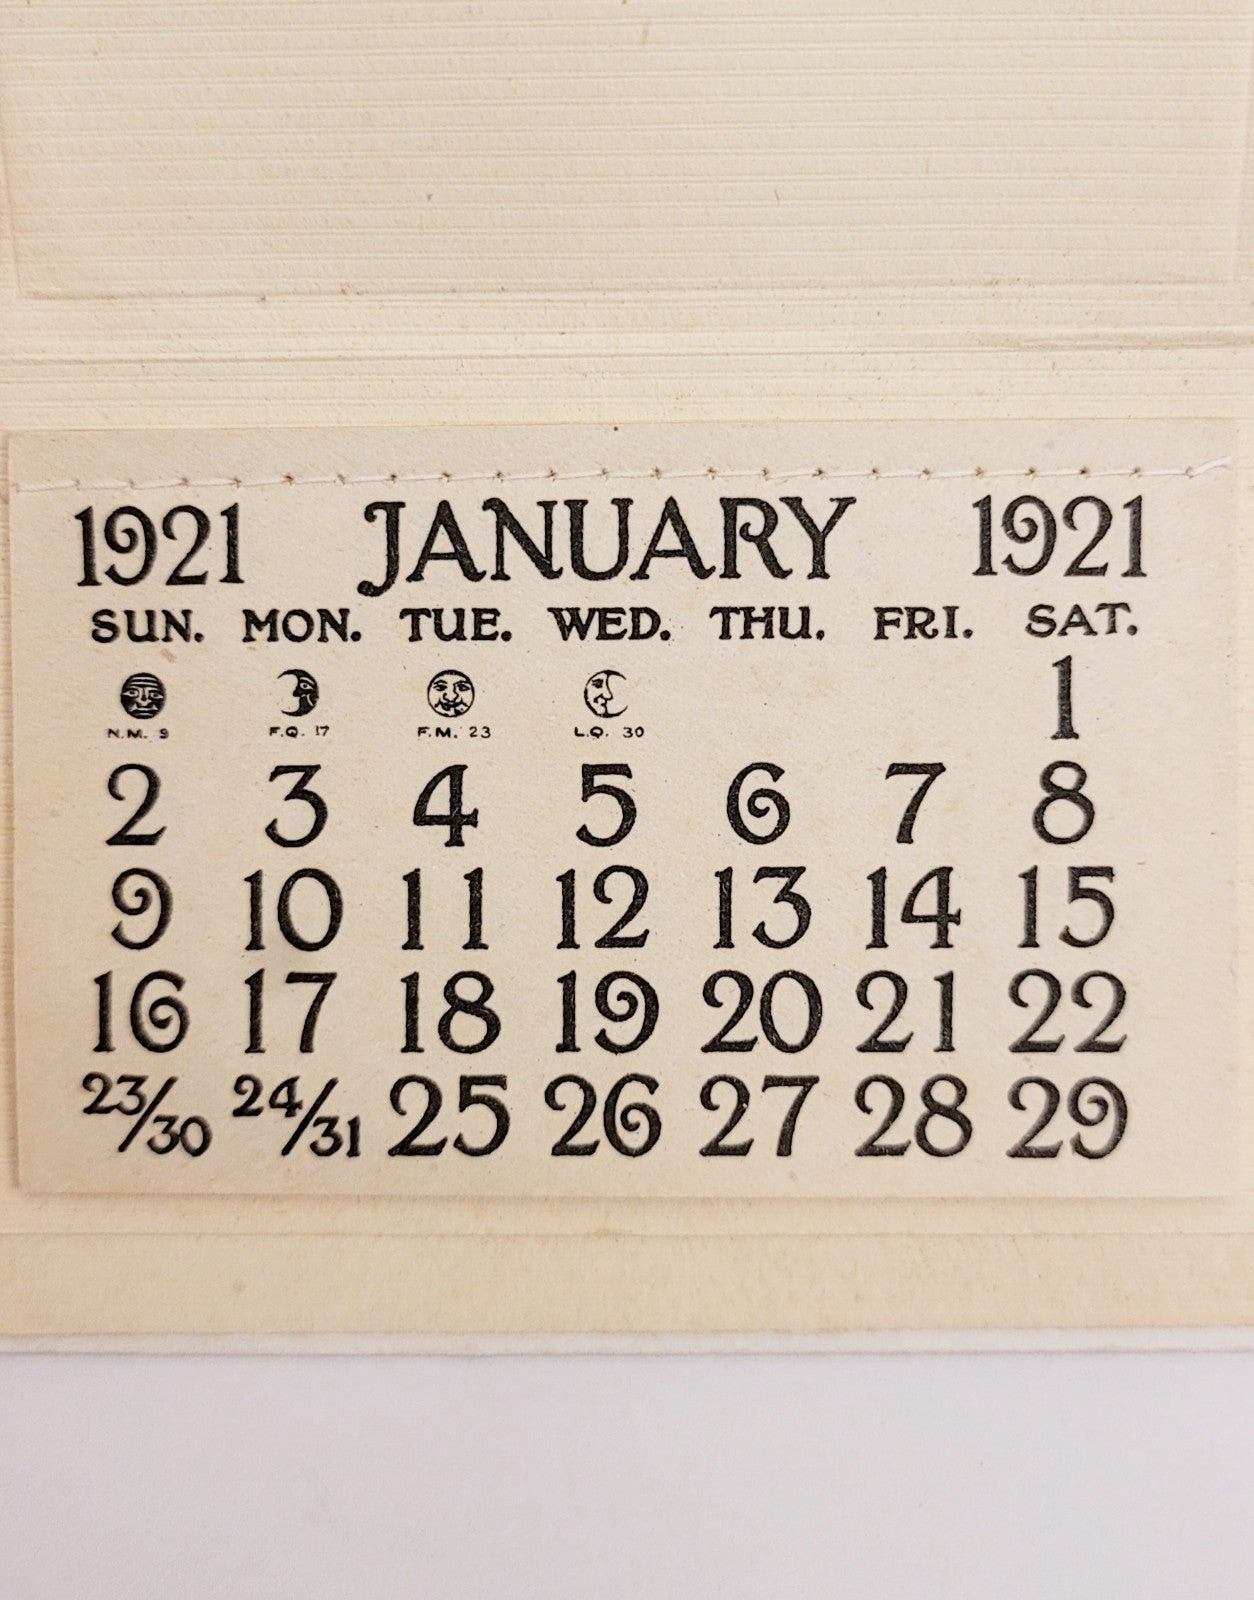 1921 JANUARY 1921
SUN. MON. TUE. WED. THU. FRI. SAT.
N.M. 9 F.Q. 17 F.M. 23 L.Q. 30 1
2 3 4 5 6 7 8
9 10 11 12 13 14 15
16 17 18 19 20 21 22
23/30 24/31 25 26 27 28 29